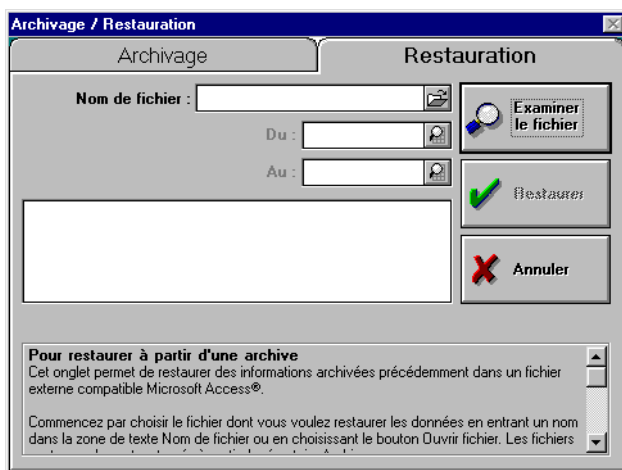 Archivage / Restauration
Archivage
Restauration
Nom de fichier :
Examiner
le fichier
Du :
Au :
Restaurer
Annuler
Pour restaurer à partir d'une archive
Cet onglet permet de restaurer des informations archivées précédemment dans un fichier
externe compatible Microsoft Access®.
Commencez par choisir le fichier dont vous voulez restaurer les données en entrant un nom
dans la zone de texte Nom de fichier ou en choisissant le bouton Ouvrir fichier. Les fichiers